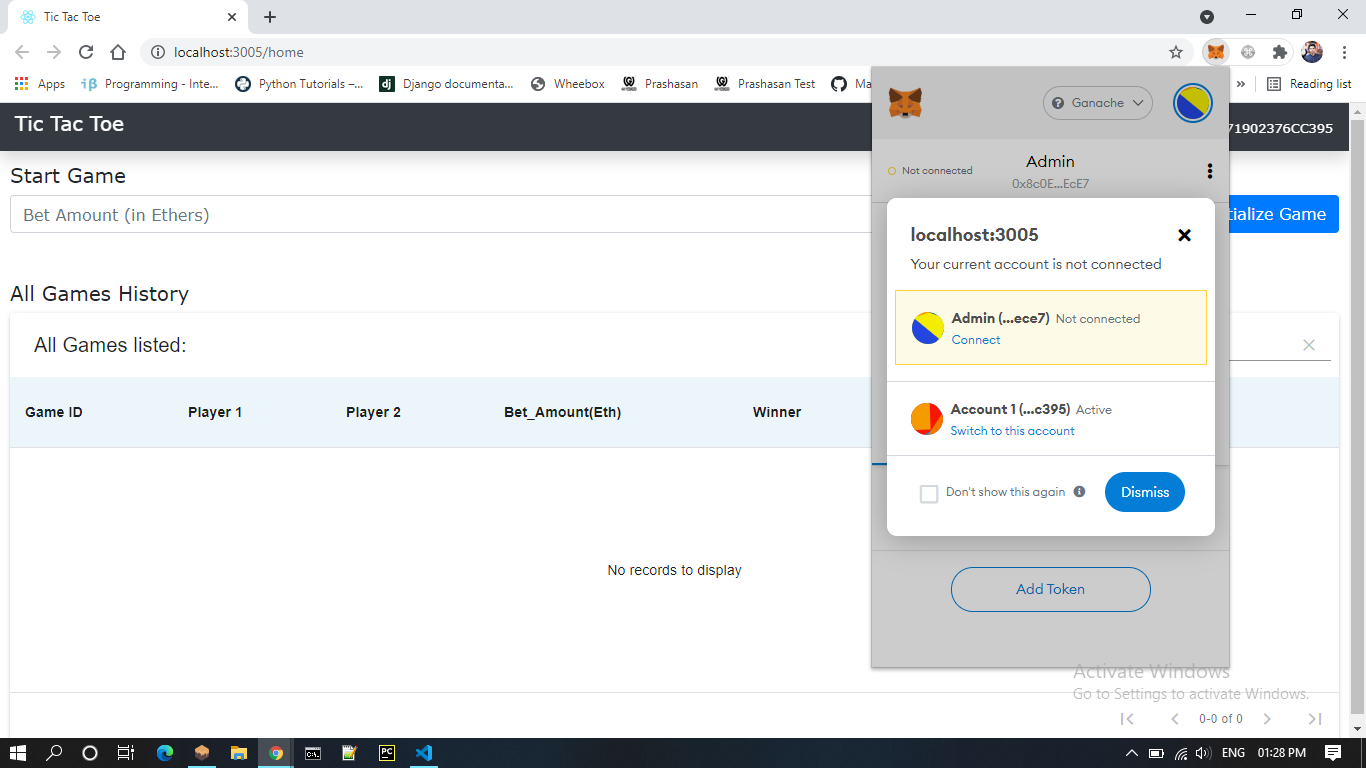 Tic Tac Toe
localhost:3005/home
Apps Programming - Inte... Python Tutorials –... Django documenta... Wheebox Prashasan Prashasan Test Ma » Reading list
Tic Tac Toe
71902376CC395
Start Game
Bet Amount (in Ethers)
tialize Game
All Games History
All Games listed:
Game ID Player 1 Player 2 Bet_Amount(Eth) Winner
No records to display
0-0 of 0
Ganache
Not connected
Admin
0x8c0E...EcE7
localhost:3005
Your current account is not connected
Admin (...ece7) Not connected
Connect
Account 1 (...c395) Active
Switch to this account
Don't show this again
Dismiss
Add Token
Activate Windows
Go to Settings to activate Windows.
ENG 01:28 PM